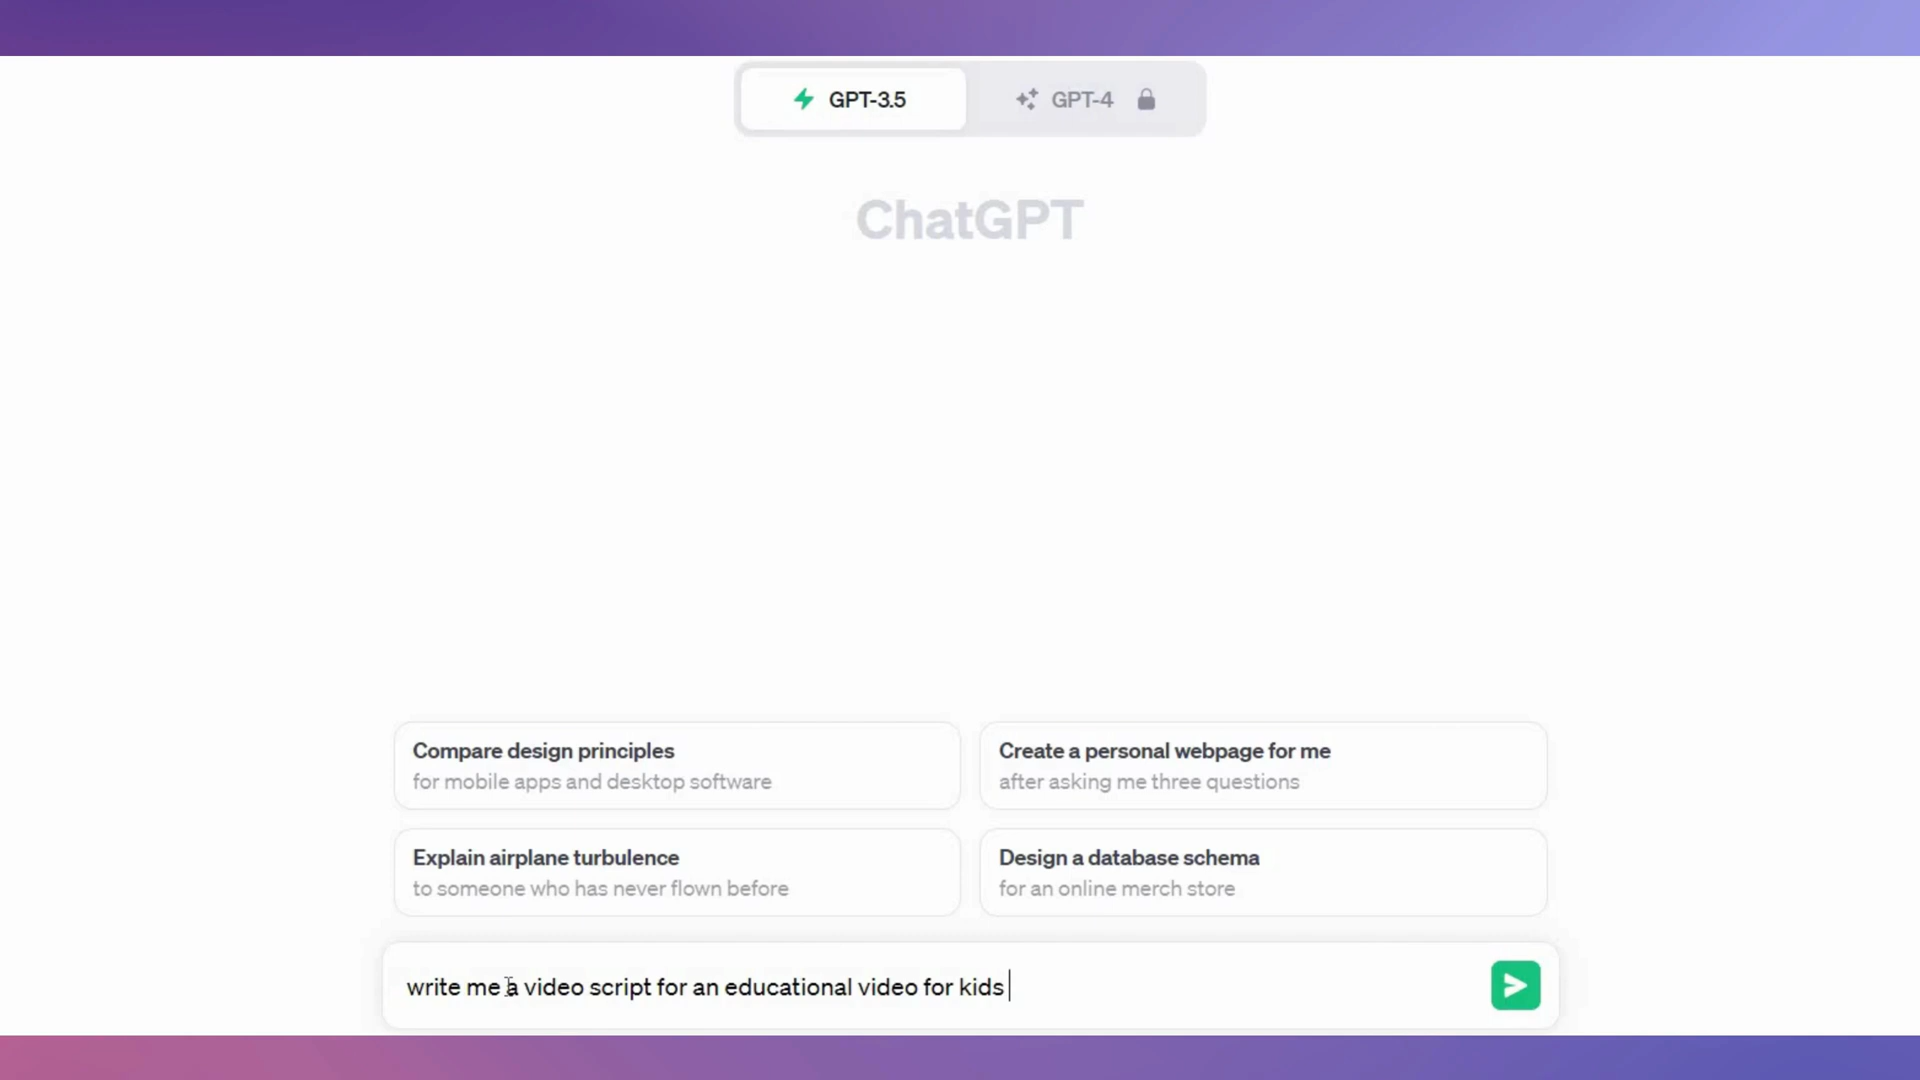 GPT-3.5 GPT-4
ChatGPT
Compare design principles
for mobile apps and desktop software
Create a personal webpage for me
after asking me three questions
Explain airplane turbulence
to someone who has never flown before
Design a database schema
for an online merch store
write me a video script for an educational video for kids